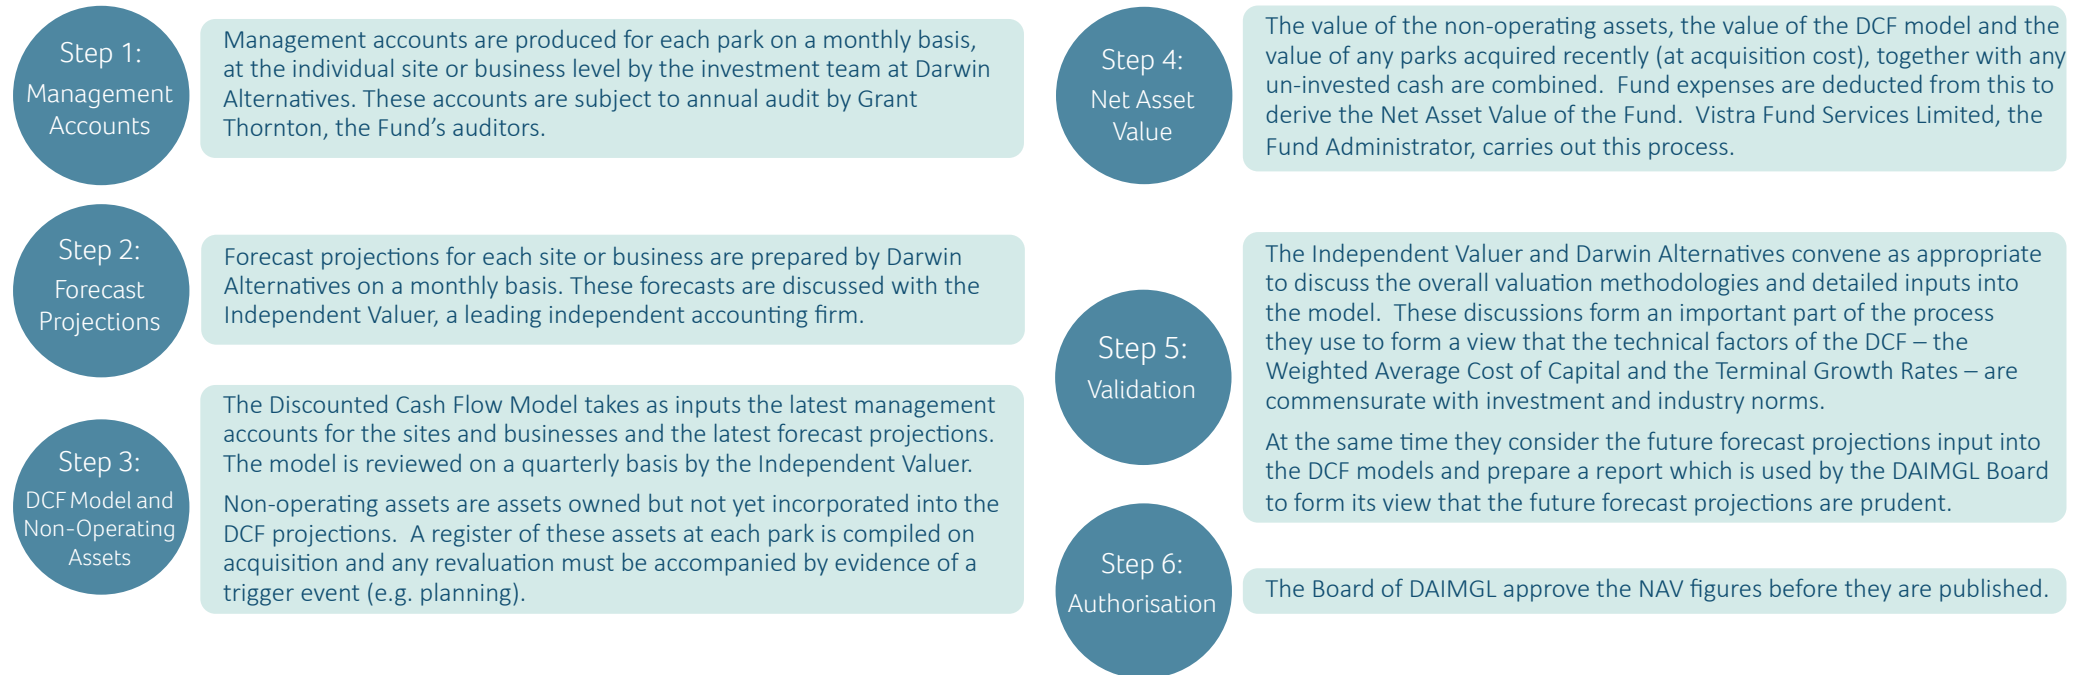 Step 1:
Management
Accounts
Management accounts are produced for each park on a monthly basis,
at the individual site or business level by the investment team at Darwin
Alternatives. These accounts are subject to annual audit by Grant
Thornton, the Fund’s auditors.
Step 2:
Forecast
Projections
Forecast projections for each site or business are prepared by Darwin
Alternatives on a monthly basis. These forecasts are discussed with the
Independent Valuer, a leading independent accounting firm.
Step 3:
DCF Model and
Non-Operating
Assets
The Discounted Cash Flow Model takes as inputs the latest management
accounts for the sites and businesses and the latest forecast projections.
The model is reviewed on a quarterly basis by the Independent Valuer.
Non-operating assets are assets owned but not yet incorporated into the
DCF projections.  A register of these assets at each park is compiled on
acquisition and any revaluation must be accompanied by evidence of a
trigger event (e.g. planning).
Step 4:
Net Asset
Value
The value of the non-operating assets, the value of the DCF model and the
value of any parks acquired recently (at acquisition cost), together with any
un-invested cash are combined.  Fund expenses are deducted from this to
derive the Net Asset Value of the Fund.  Vistra Fund Services Limited, the
Fund Administrator, carries out this process.
Step 5:
Validation
The Independent Valuer and Darwin Alternatives convene as appropriate
to discuss the overall valuation methodologies and detailed inputs into
the model.  These discussions form an important part of the process
they use to form a view that the technical factors of the DCF – the
Weighted Average Cost of Capital and the Terminal Growth Rates – are
commensurate with investment and industry norms.
At the same time they consider the future forecast projections input into
the DCF models and prepare a report which is used by the DAIMGL Board
to form its view that the future forecast projections are prudent.
Step 6:
Authorisation
The Board of DAIMGL approve the NAV figures before they are published.